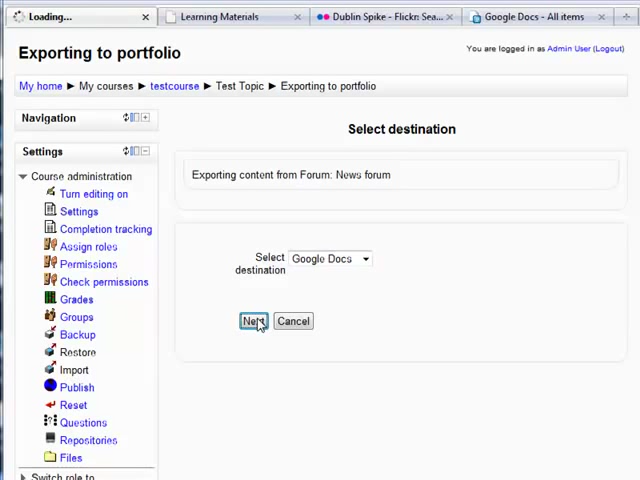 Loading...
Learning Materials
Dublin Spike - Flickr: Sea...
Google Docs - All items
Exporting to portfolio
You are logged in as Admin User (Logout)
My home ► My courses ► testcourse ► Test Topic ► Exporting to portfolio
Navigation
Select destination
Settings
Course administration
Exporting content from Forum: News forum
Turn editing on
Settings
Completion tracking
Assign roles
Select destination
Google Docs
Permissions
Check permissions
Grades
Groups
Next
Cancel
Backup
Restore
Import
Publish
Reset
Questions
Repositories
Files
Switch role to